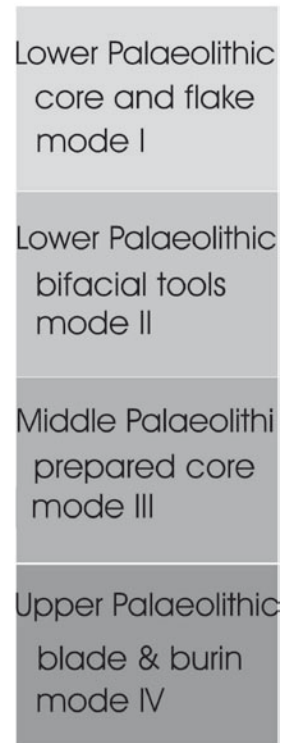 Lower Palaeolithic
core and flake
mode I
Lower Palaeolithic
bifacial tools
mode II
Middle Palaeolithi
prepared core
mode III
Upper Palaeolithic
blade & burin
mode IV